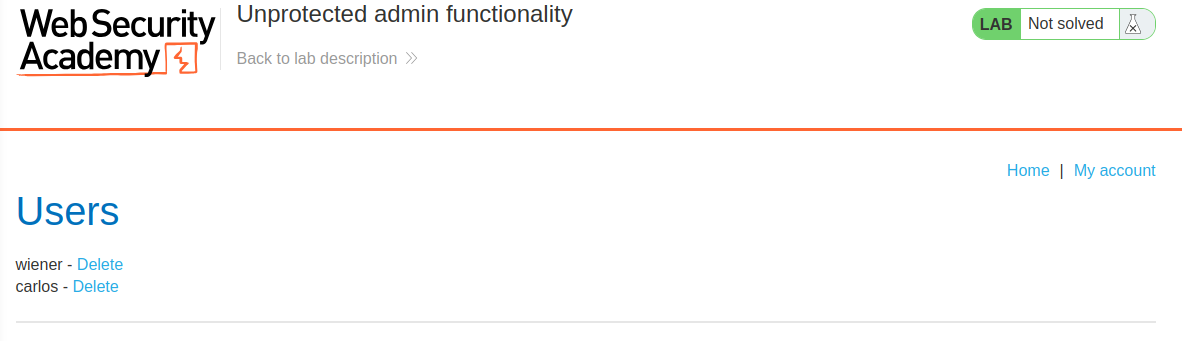 Web Security
Academy
Unprotected admin functionality
Back to lab description
LAB Not solved
Home | My account
Users
wiener - Delete
carlos - Delete